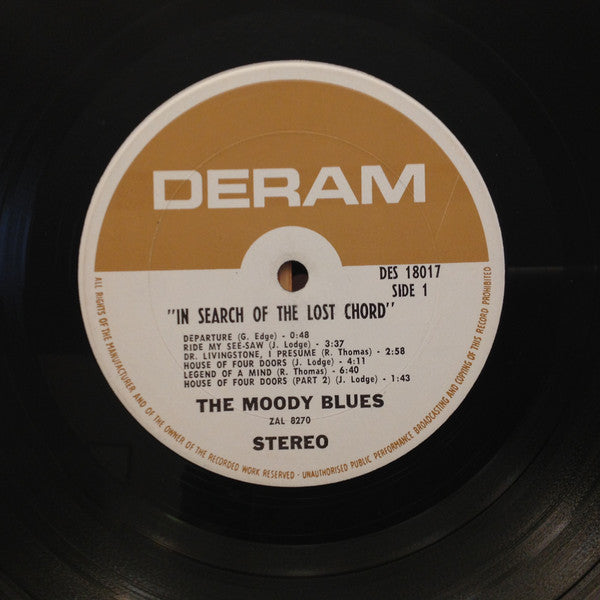 DERAM
DES 18017
SIDE 1
"IN SEARCH OF THE LOST CHORD"
DEPARTURE (G. Edge) - 0:48
RIDE MY SEE-SAW (J. Lodge) - 3:37
DR. LIVINGSTONE, I PRESUME (R. Thomas) - 2:58
HOUSE OF FOUR DOORS (J. Lodge) - 4:11
LEGEND OF A MIND (R. Thomas) - 6:40
HOUSE OF FOUR DOORS (PART 2) (J. Lodge) - 1:43
THE MOODY BLUES
ZAL 8270
STEREO
ALL RIGHTS OF THE MANUFACTURER AND OF THE OWNER OF THE RECORDED WORK RESERVED - UNAUTHORISED PUBLIC PERFORMANCE BROADCASTING AND COPYING OF THIS RECORD PROHIBITED